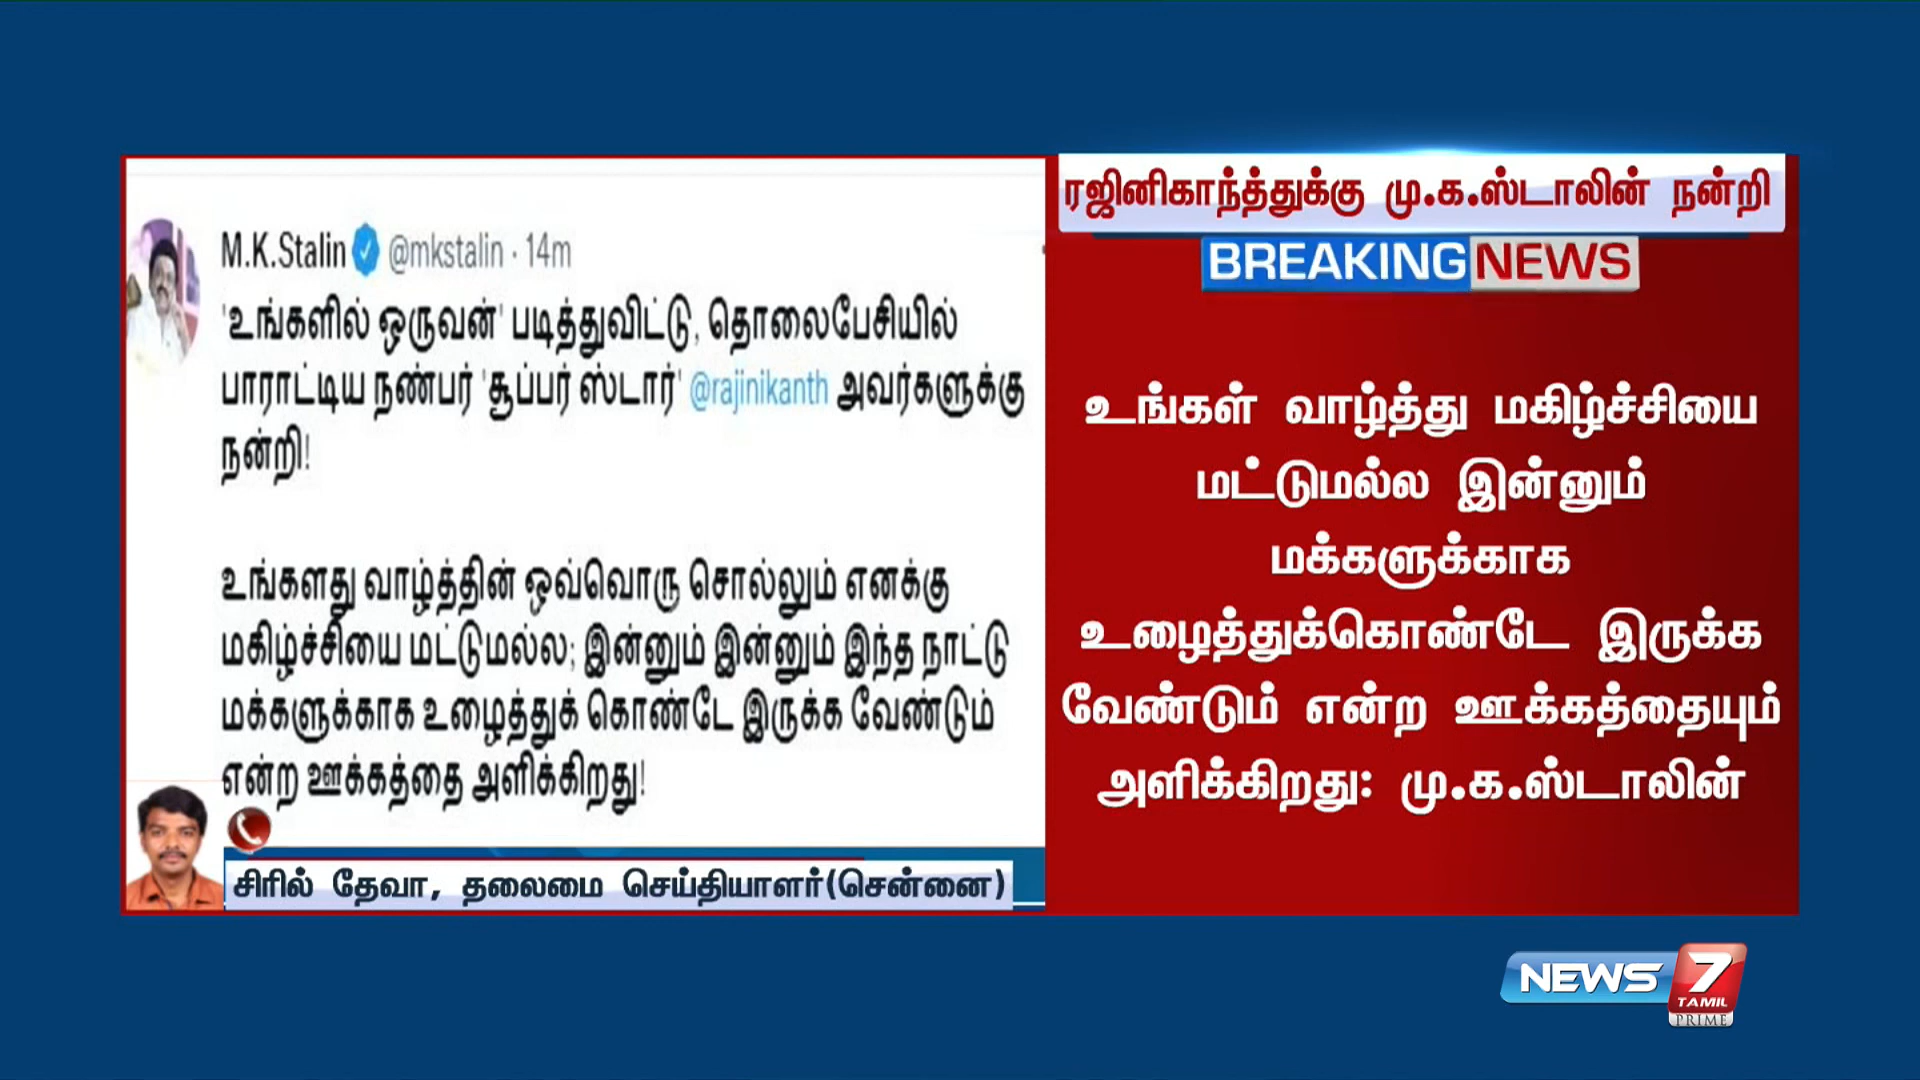 M.K.Stalin @mkstalin · 14m
'உங்களில் ஒருவன்' படித்துவிட்டு, தொலைபேசியில்
பாராட்டிய நண்பர் 'சூப்பர் ஸ்டார்' @rajinikanth அவர்களுக்கு
நன்றி!
உங்களது வாழ்த்தின் ஒவ்வொரு சொல்லும் எனக்கு
மகிழ்ச்சியை மட்டுமல்ல; இன்னும் இன்னும் இந்த நாட்டு
மக்களுக்காக உழைத்துக் கொண்டே இருக்க வேண்டும்
என்ற ஊக்கத்தை அளிக்கிறது!
சிரில் தேவா, தலைமை செய்தியாளர்(சென்னை)
ரஜினிகாந்த்துக்கு மு.க.ஸ்டாலின் நன்றி
BREAKING NEWS
உங்கள் வாழ்த்து மகிழ்ச்சியை
மட்டுமல்ல இன்னும்
மக்களுக்காக
உழைத்துக்கொண்டே இருக்க
வேண்டும் என்ற ஊக்கத்தையும்
அளிக்கிறது: மு.க.ஸ்டாலின்
NEWS 7
TAMIL
PRIME